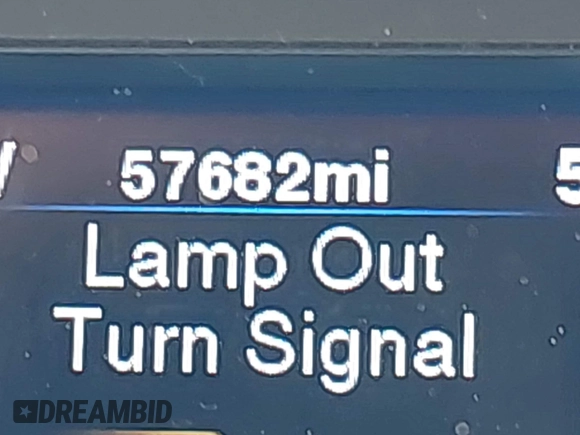 57682mi
Lamp Out
Turn Signal
DREAMBID